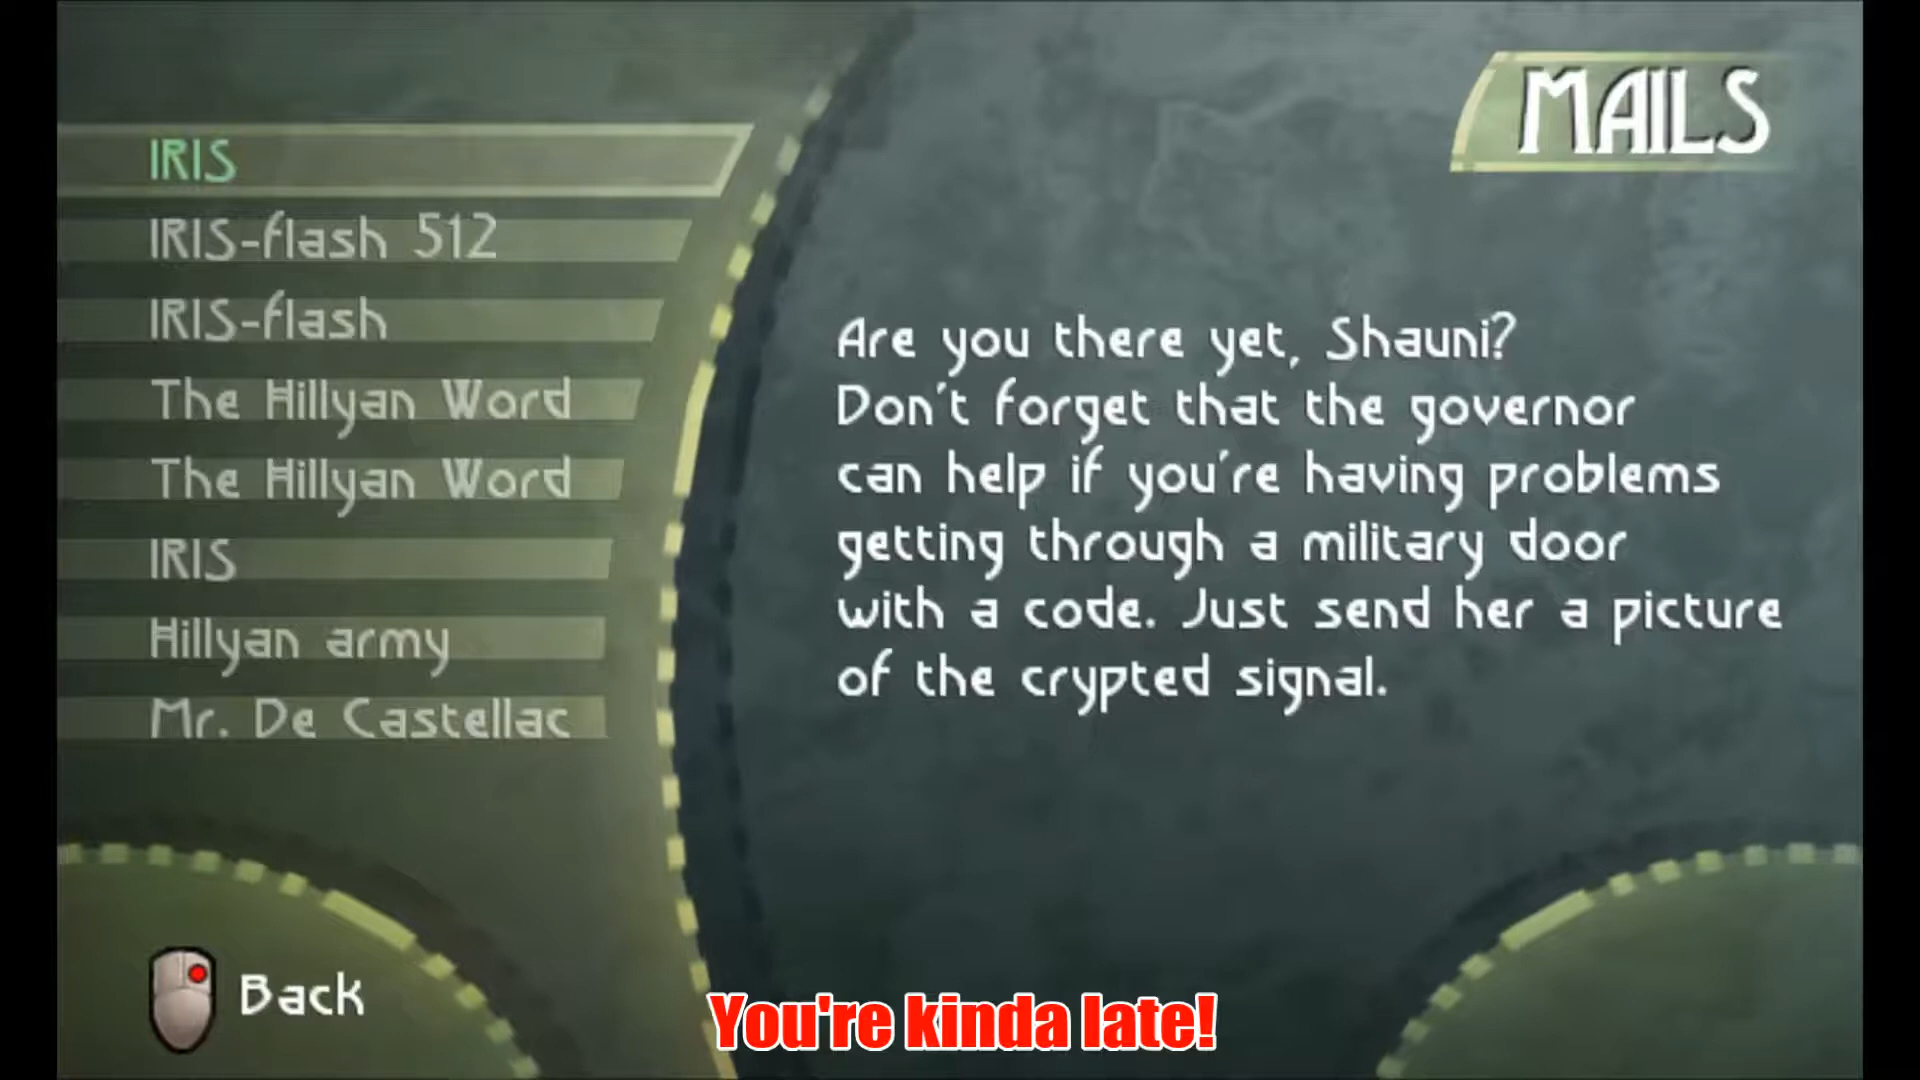 MAILS
IRIS
IRIS-flash 512
IRIS-flash
The Hillyan Word
The Hillyan Word
IRIS
Hillyan army
Mr. De Castellac
Are you there yet, Shauni?
Don't forget that the governor
can help if you're having problems
getting through a military door
with a code. Just send her a picture
of the crypted signal.
Back
You're kinda late!